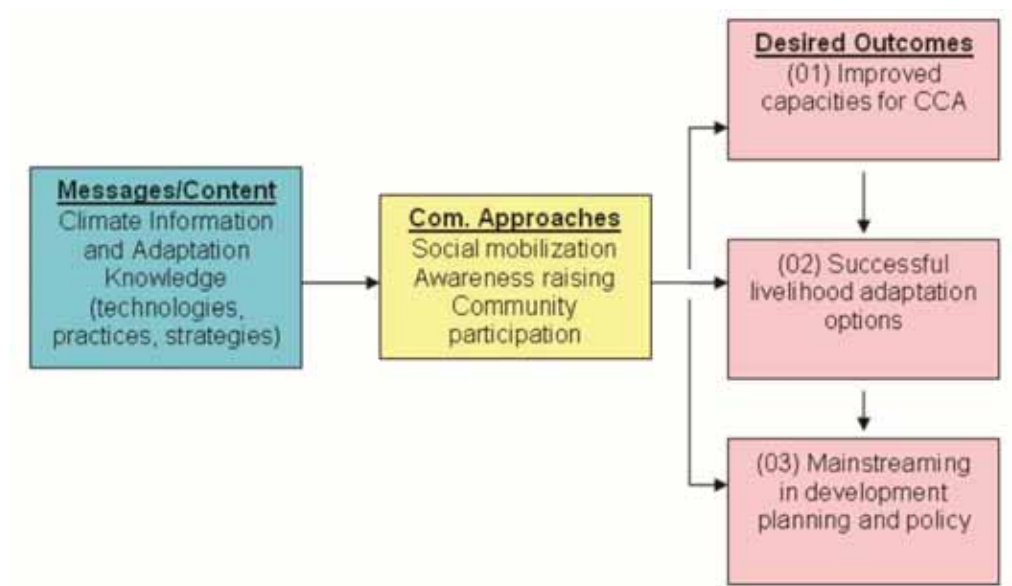 Messages/Content
Climate Information
and Adaptation
Knowledge
(technologies,
practices, strategies)
Com. Approaches
Social mobilization
Awareness raising
Community
participation
Desired Outcomes
(01) Improved
capacities for CCA
(02) Successful
livelihood adaptation
options
(03) Mainstreaming
in development
planning and policy